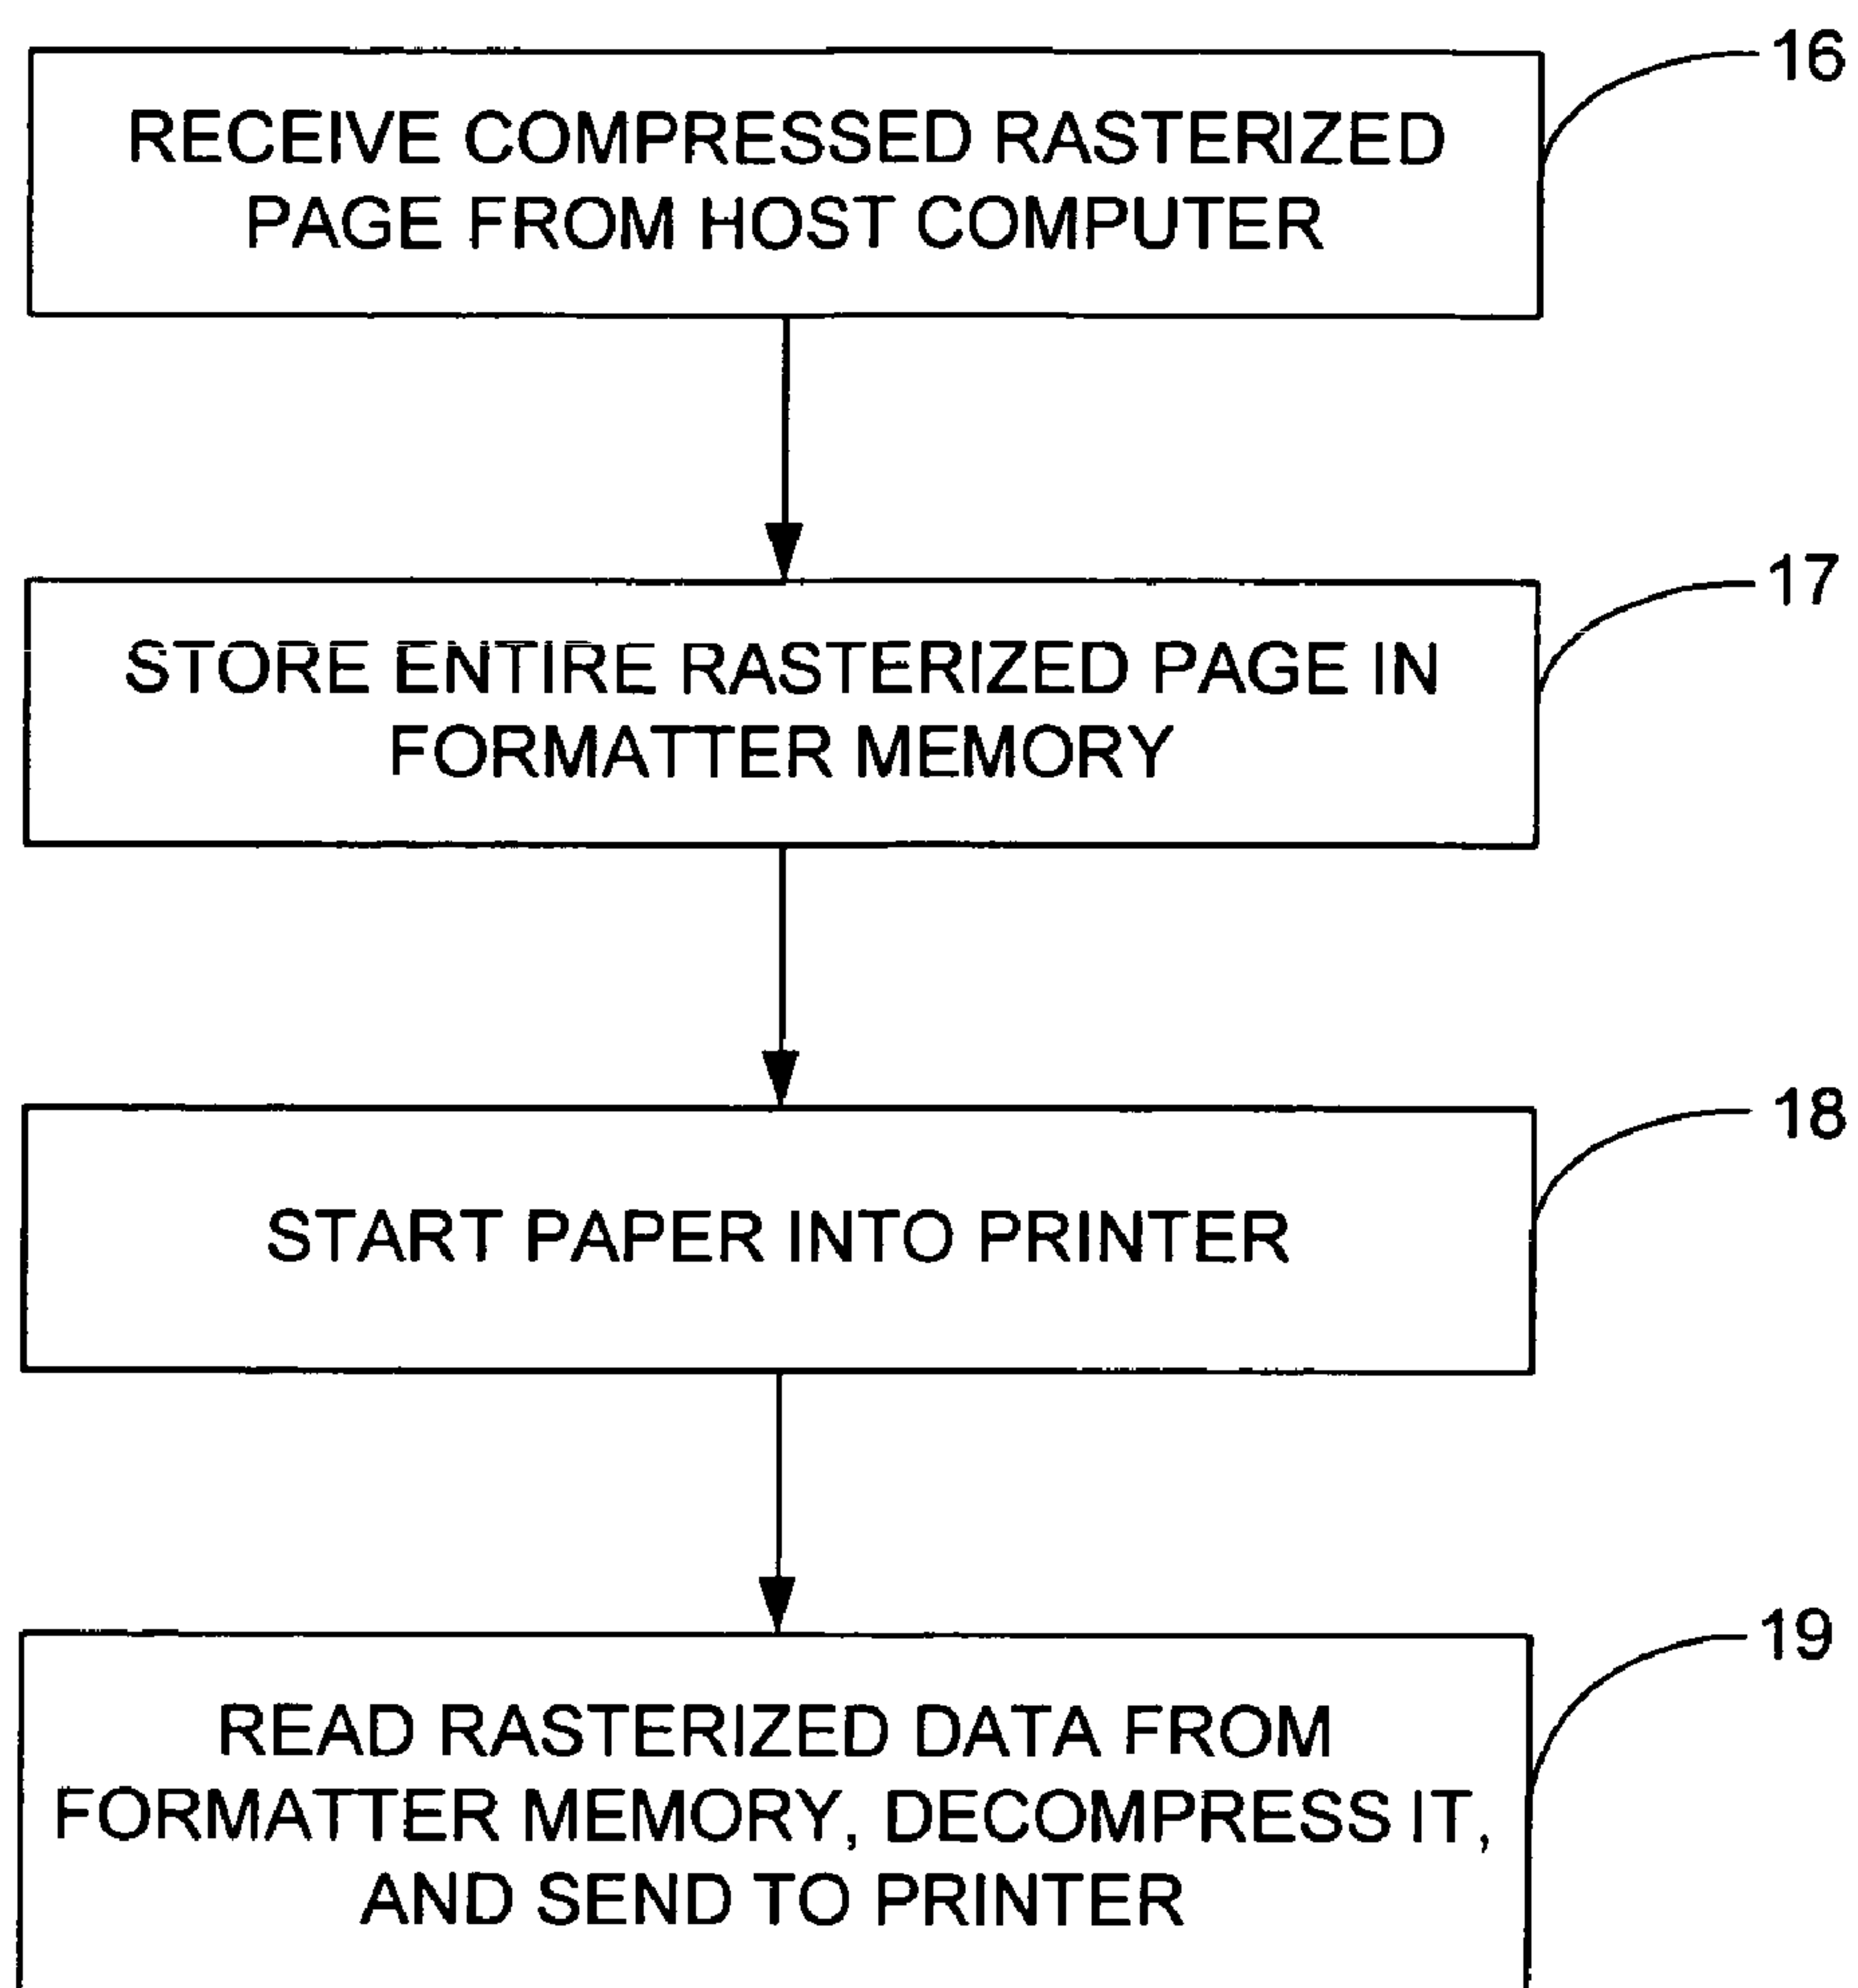 16
RECEIVE COMPRESSED RASTERIZED
PAGE FROM HOST COMPUTER
17
STORE ENTIRE RASTERIZED PAGE IN
FORMATTER MEMORY
18
START PAPER INTO PRINTER
19
READ RASTERIZED DATA FROM
FORMATTER MEMORY, DECOMPRESS IT,
AND SEND TO PRINTER